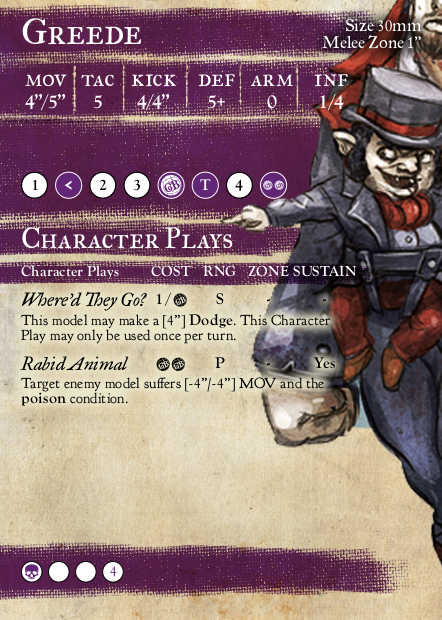 Greede
Size 30mm
Melee Zone 1”
MOV TAC KICK DEF ARM INF
4”/5” 5 4/4” 5+ 0 1/4
1 < 2 3 GB T 4
Character Plays
Character Plays COST RNG ZONE SUSTAIN
Where'd They Go? 1/ S - -
This model may make a [4”] Dodge. This Character
Play may only be used once per turn.
Rabid Animal P - Yes
Target enemy model suffers [-4”/-4”] MOV and the
poison condition.
4